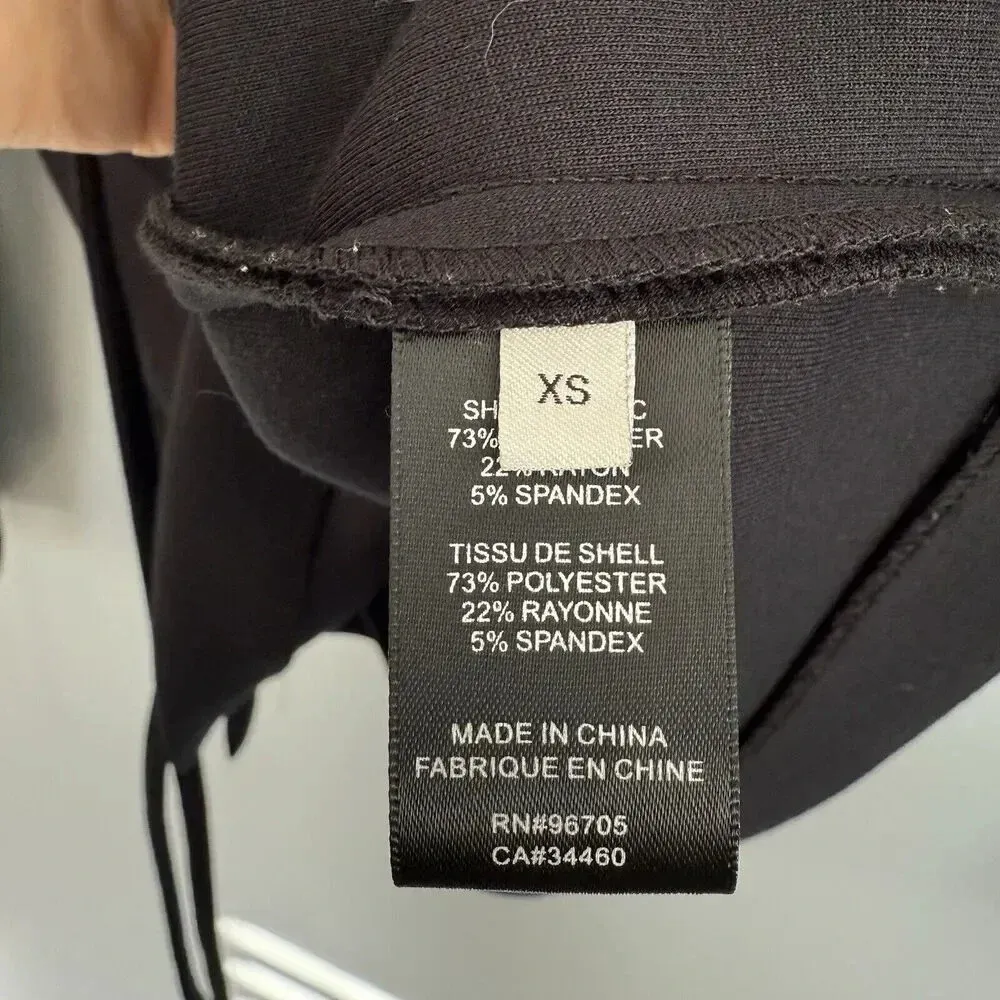 XS
73%
5% SPANDEX
TISSU DE SHELL
73% POLYESTER
22% RAYONNE
5% SPANDEX
MADE IN CHINA
FABRIQUE EN CHINE
RN#96705
CA#34460